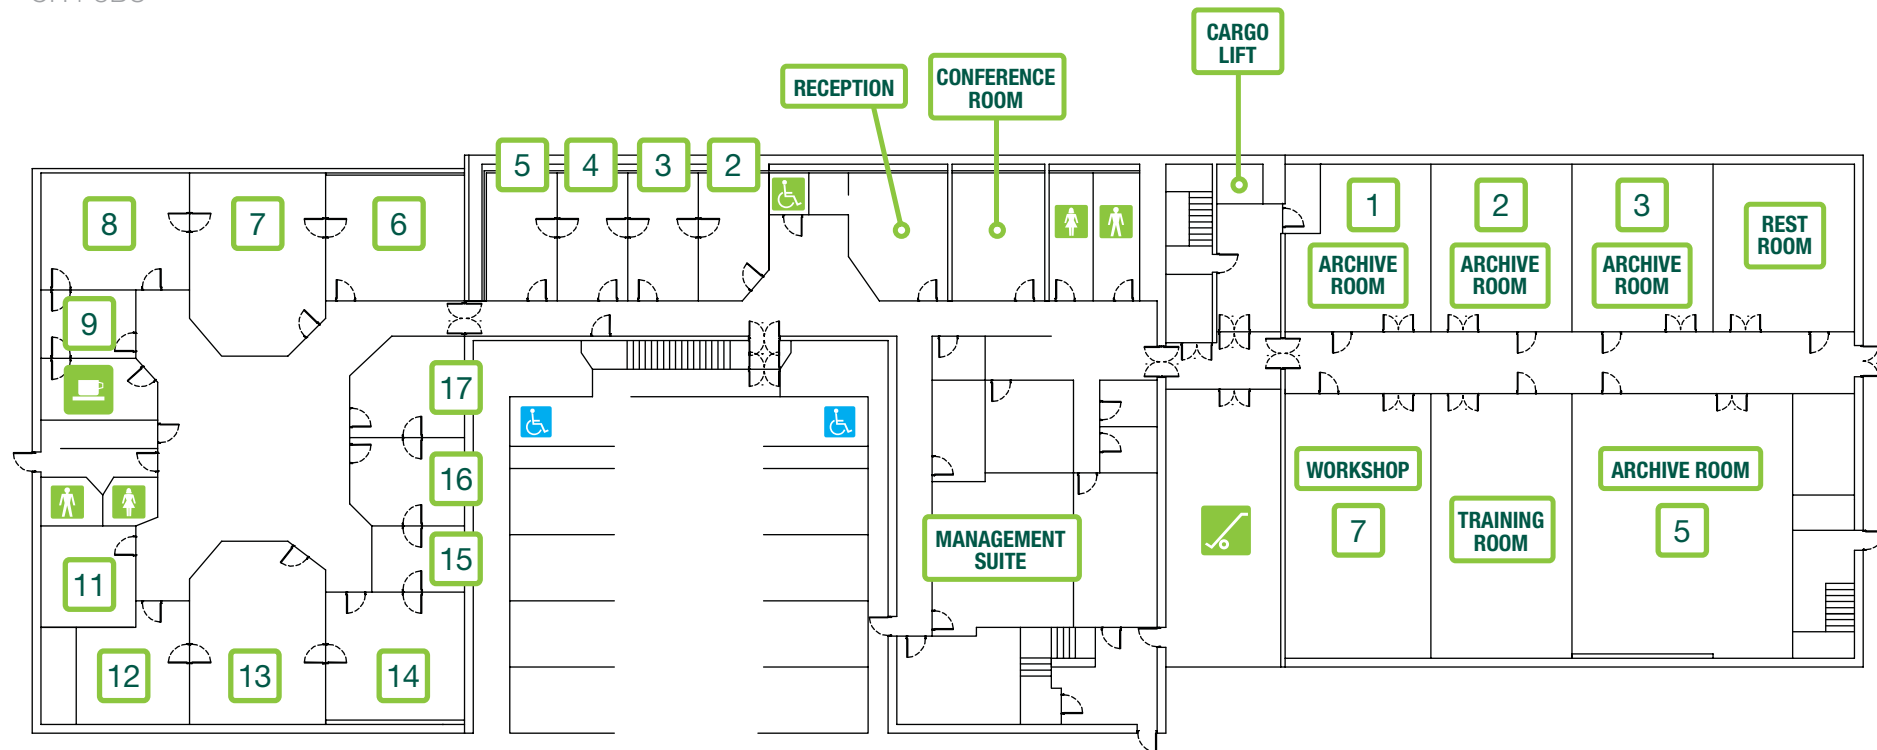 CARGO
LIFT
RECEPTION
CONFERENCE
ROOM
5
4
3
2
8
7
6
1
2
3
REST
ROOM
ARCHIVE
ROOM
ARCHIVE
ROOM
ARCHIVE
ROOM
9
17
16
15
WORKSHOP
7
TRAINING
ROOM
ARCHIVE ROOM
5
MANAGEMENT
SUITE
11
12
13
14